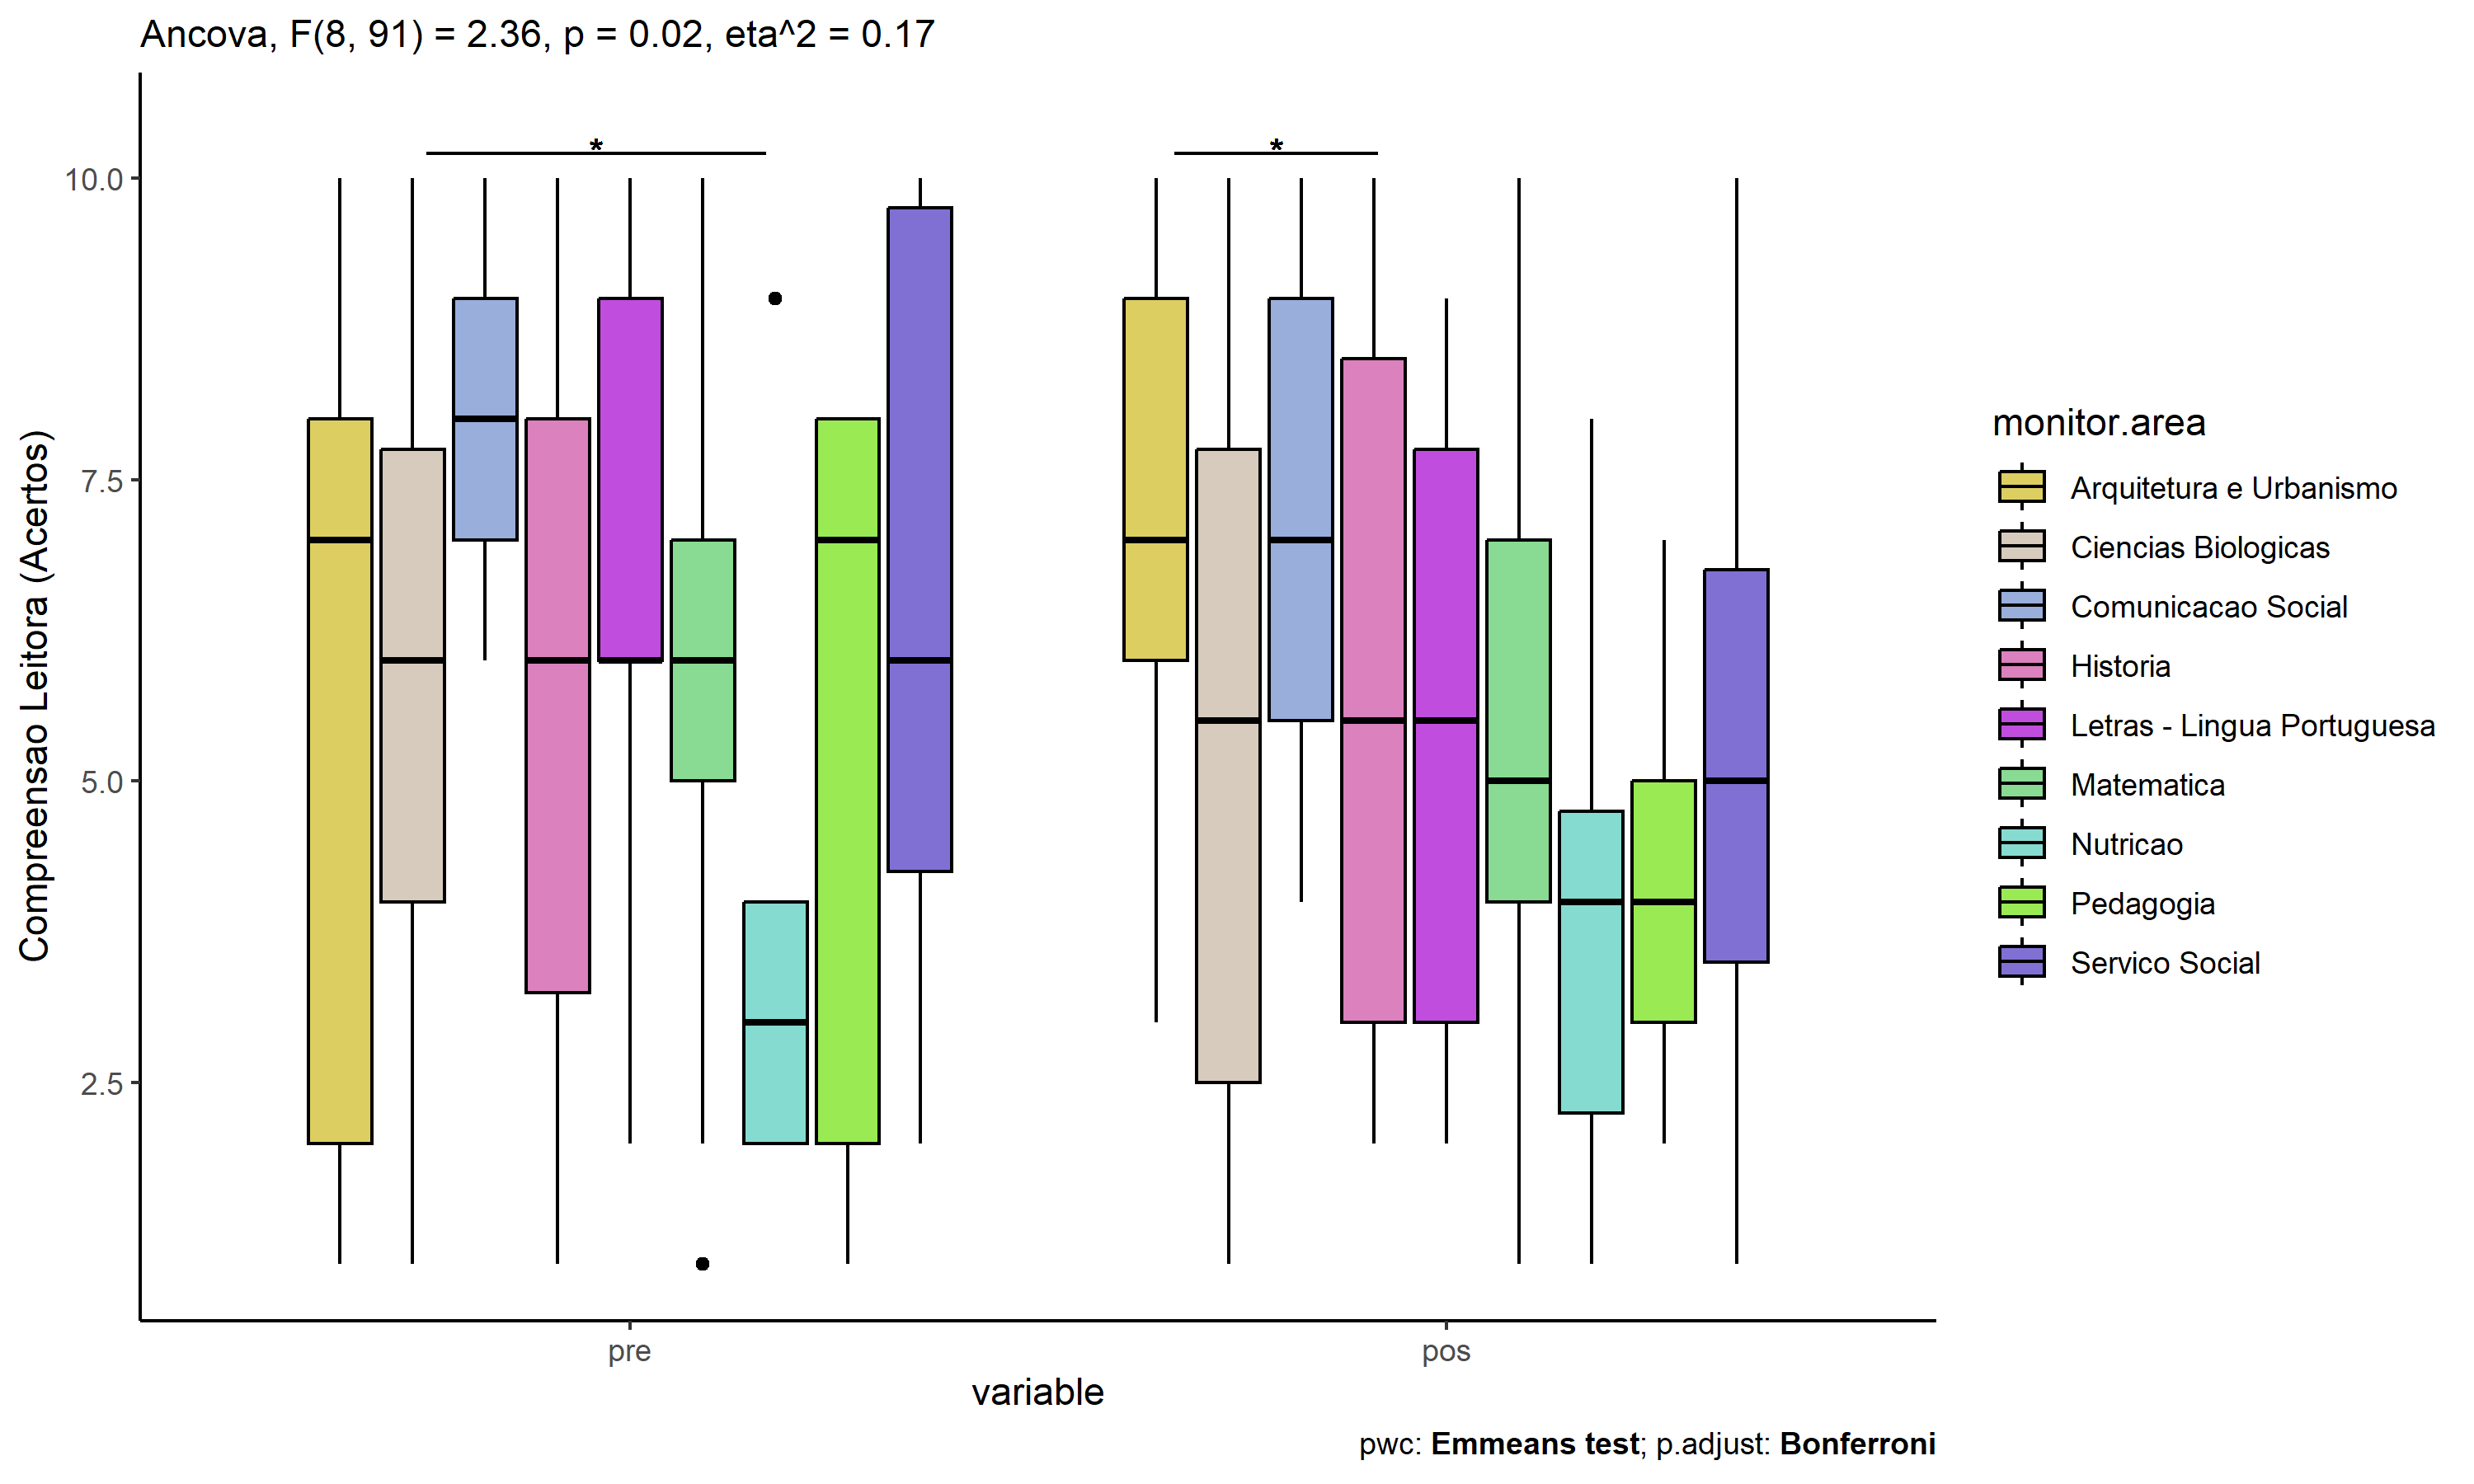 Ancova, F(8, 91) = 2.36, p = 0.02, eta^2 = 0.17
*
*
10.0
7.5
5.0
2.5
Compreensao Leitora (Acertos)
pre
pos
variable
pwc: Emmeans test; p.adjust: Bonferroni
monitor.area
Arquitetura e Urbanismo
Ciencias Biologicas
Comunicacao Social
Historia
Letras - Lingua Portuguesa
Matematica
Nutricao
Pedagogia
Servico Social